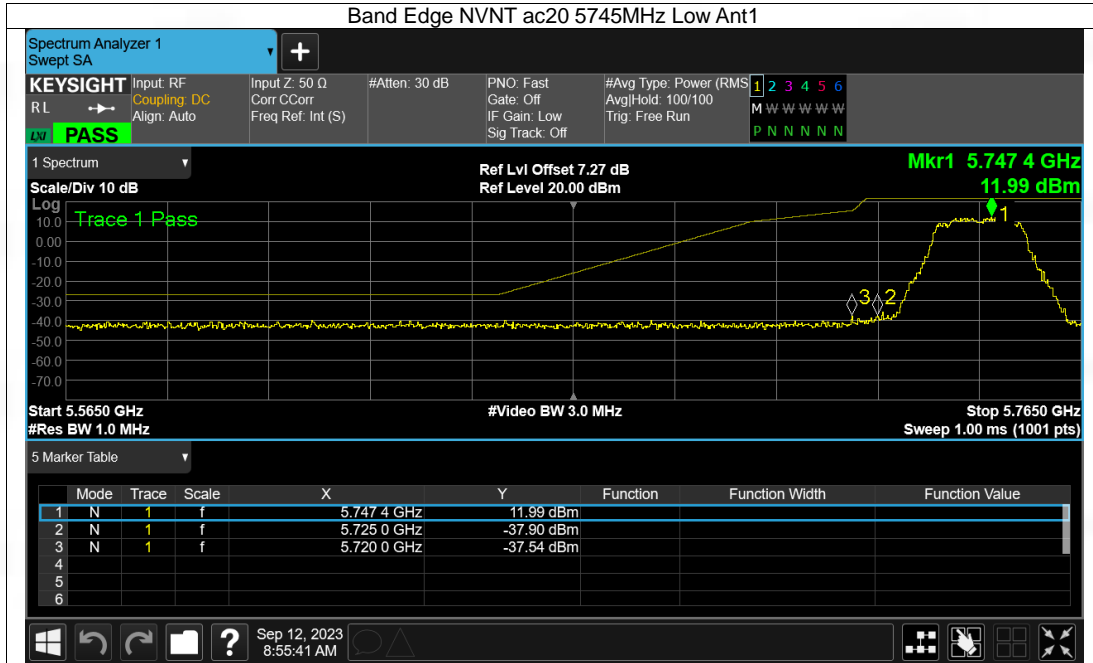 Band Edge NVNT ac20 5745MHz Low Ant1
Spectrum Analyzer 1
Swept SA
+
KEYSIGHT Input: RF Input Z: 50 Ω #Atten: 30 dB PNO: Fast #Avg Type: Power (RMS 1 2 3 4 5 6
R L Coupling: DC Corr CCorr Gate: Off Avg|Hold: 100/100 M W W W W W
Align: Auto Freq Ref: Int (S) IF Gain: Low Trig: Free Run
LXI PASS Sig Track: Off P N N N N N
1 Spectrum Ref Lvl Offset 7.27 dB Mkr1 5.747 4 GHz
Scale/Div 10 dB Ref Level 20.00 dBm 11.99 dBm
Log
Trace 1 Pass
1
10.0
0.00
-10.0
-20.0
3 2
-30.0
-40.0
-50.0
-60.0
-70.0
Start 5.5650 GHz #Video BW 3.0 MHz Stop 5.7650 GHz
#Res BW 1.0 MHz Sweep 1.00 ms (1001 pts)
5 Marker Table
Mode Trace Scale X Y Function Function Width Function Value
1 N 1 f 5.747 4 GHz 11.99 dBm
2 N 1 f 5.725 0 GHz -37.90 dBm
3 N 1 f 5.720 0 GHz -37.54 dBm
4
5
6
? Sep 12, 2023
8:55:41 AM